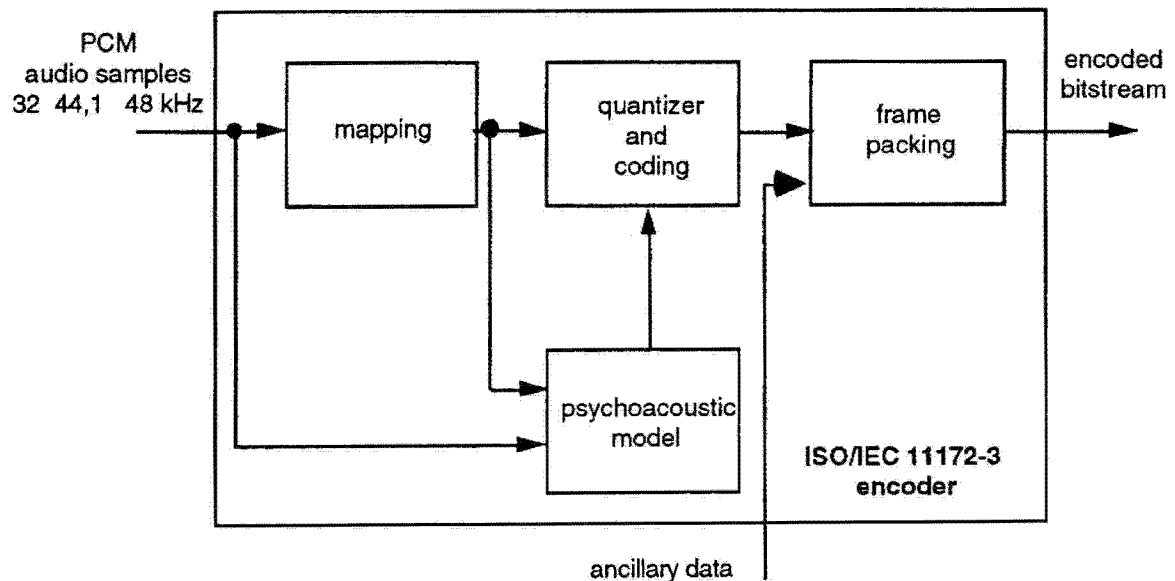 PCM
audio samples
32 44,1 48 kHz
mapping
quantizer
and
coding
frame
packing
encoded
bitstream
psychoacoustic
model
ISO/IEC 11172-3
encoder
ancillary data